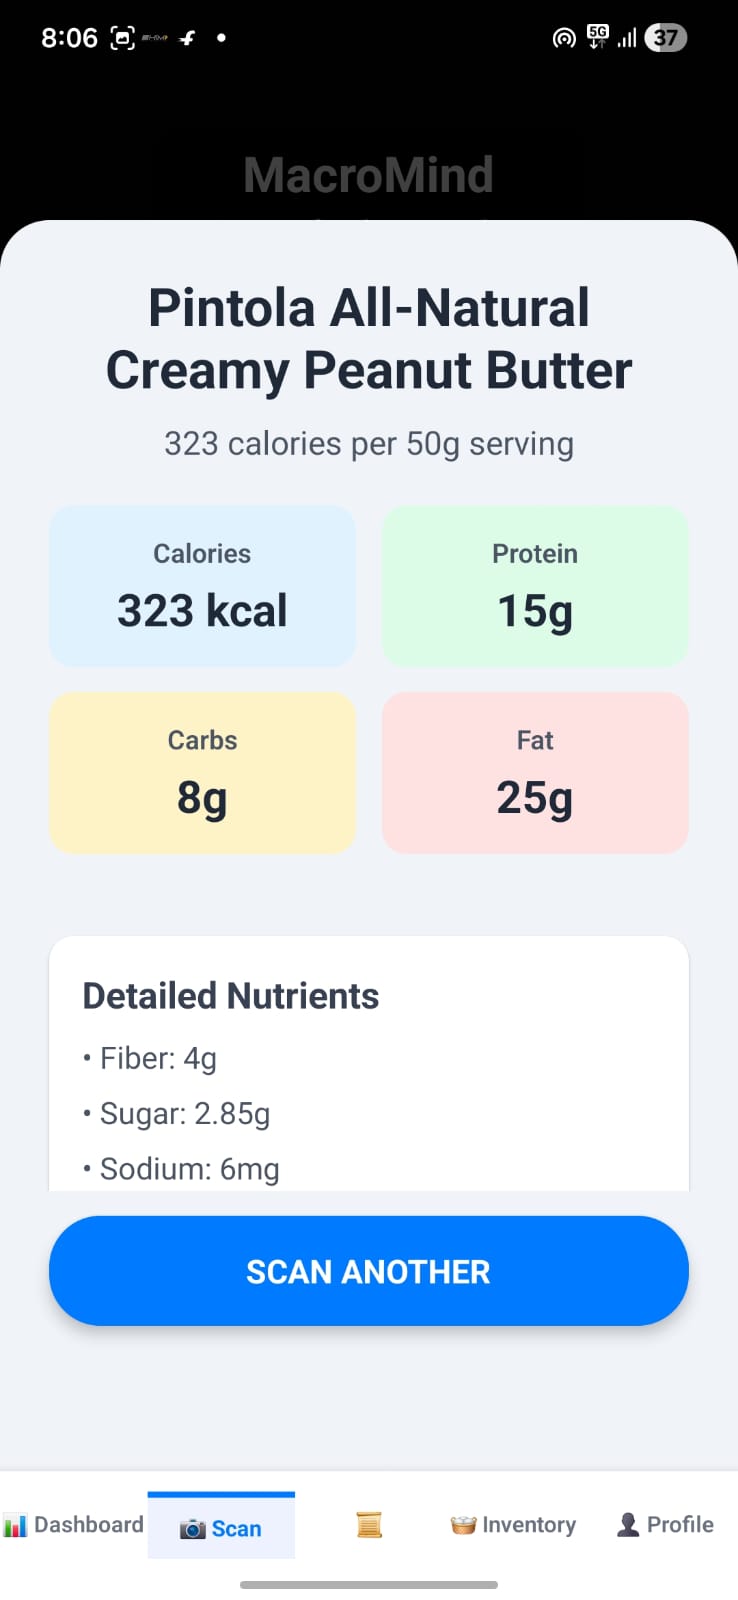 8:06
5G
37
MacroMind
Pintola All-Natural
Creamy Peanut Butter
323 calories per 50g serving
Calories
323 kcal
Protein
15g
Carbs
8g
Fat
25g
Detailed Nutrients
• Fiber: 4g
• Sugar: 2.85g
• Sodium: 6mg
SCAN ANOTHER
Dashboard
Scan
Inventory
Profile